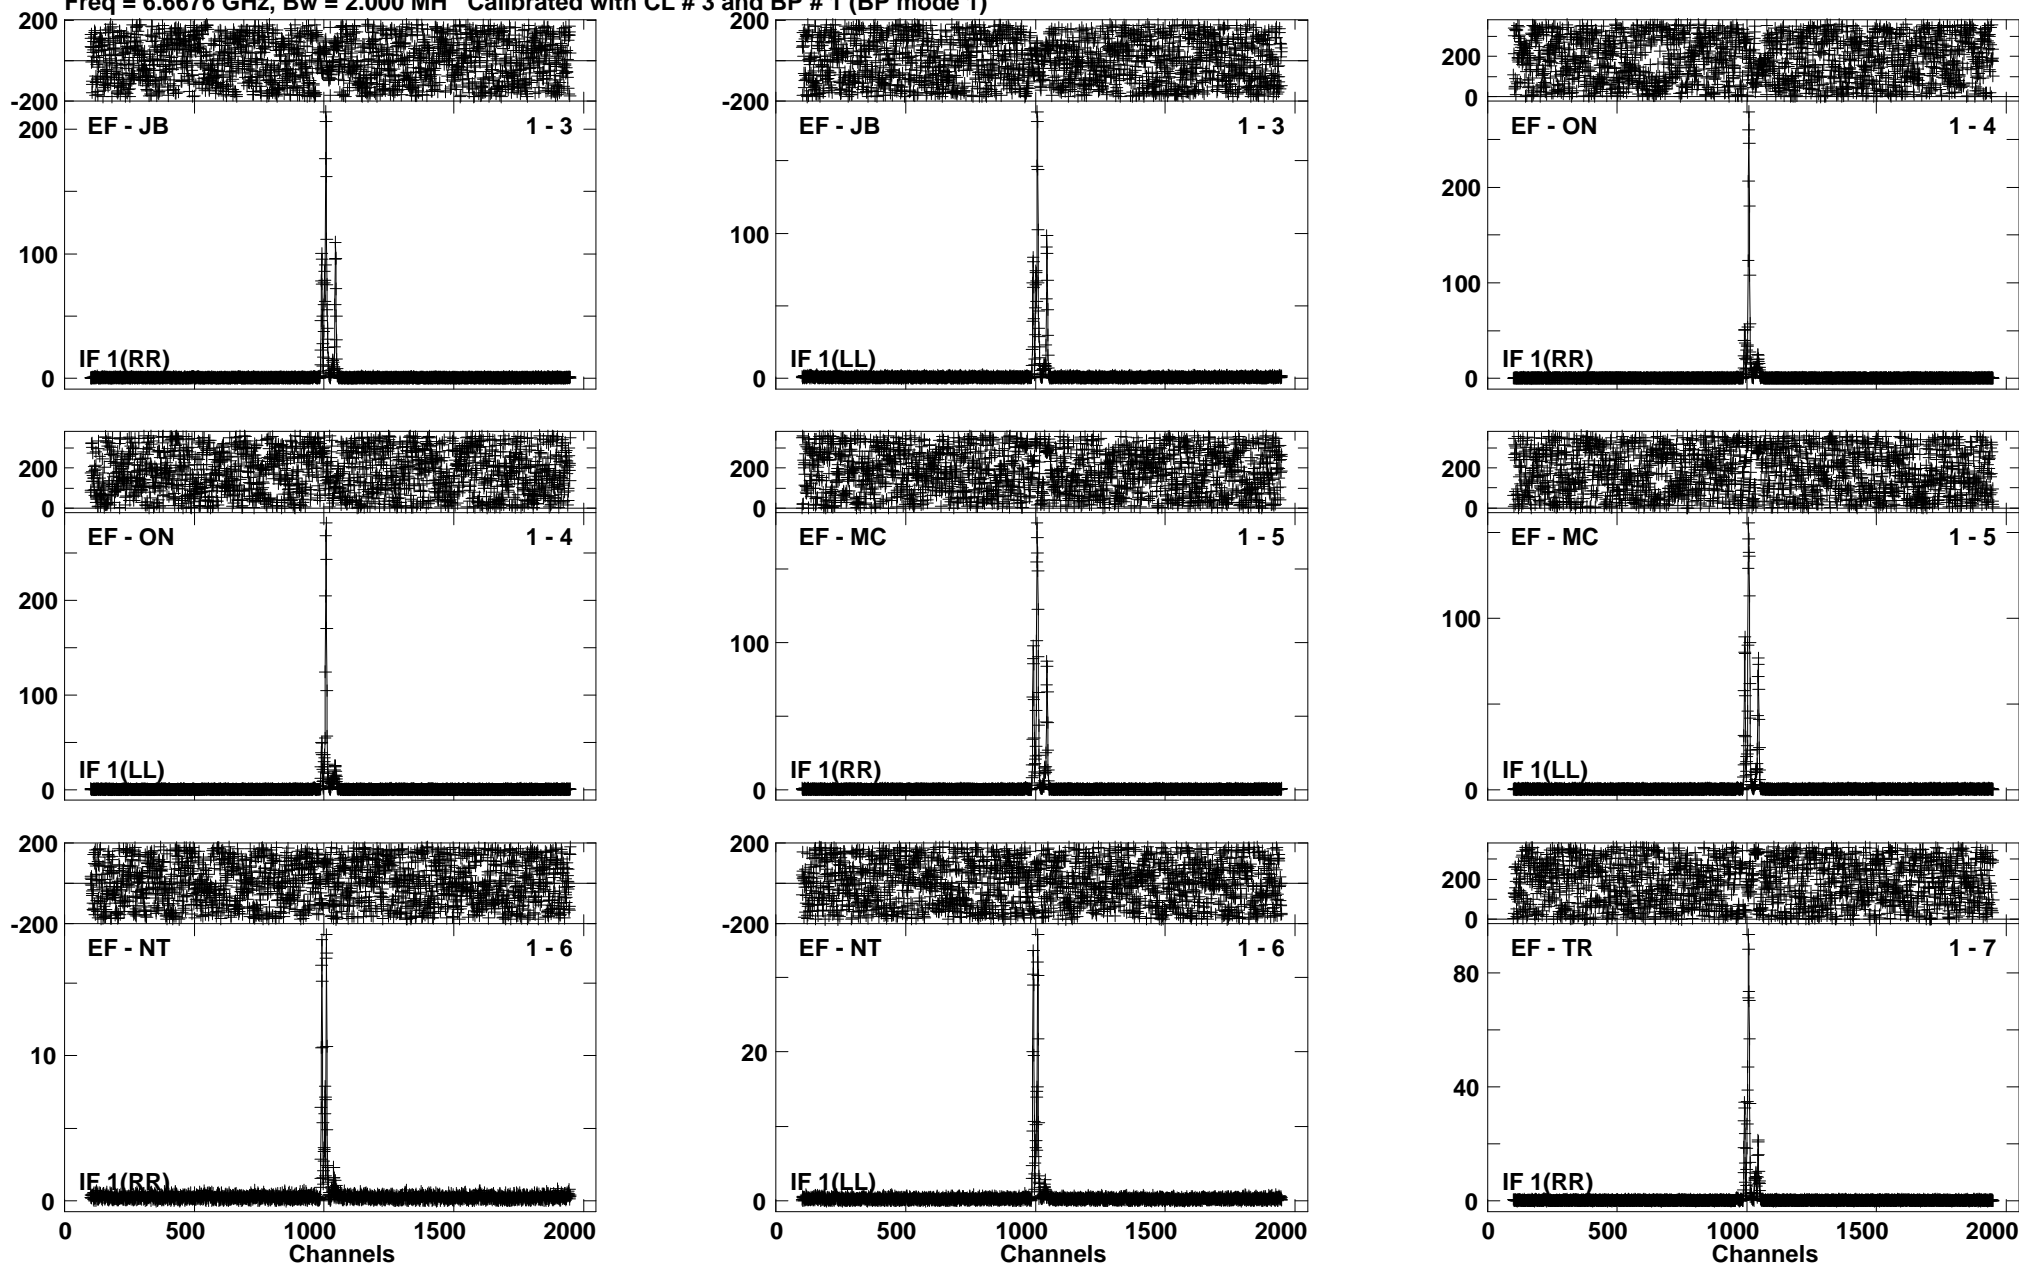 Freq = 6.6676 GHz, Bw = 2.000 MH Calibrated with CL # 3 and BP # 1 (BP mode 1)
200
-200
200
100
0
EF - JB 1 - 3
IF 1(RR)
200
-200
100
0
EF - JB 1 - 3
IF 1(LL)
200
0
200
100
0
EF - ON 1 - 4
IF 1(RR)
200
0
200
100
0
EF - ON 1 - 4
IF 1(LL)
200
0
100
0
EF - MC 1 - 5
IF 1(RR)
200
0
100
0
EF - MC 1 - 5
IF 1(LL)
200
-200
10
0
EF - NT 1 - 6
IF 1(RR)
0 500 1000 1500 2000
Channels
200
-200
20
0
EF - NT 1 - 6
IF 1(LL)
0 500 1000 1500 2000
Channels
200
0
80
40
0
EF - TR 1 - 7
IF 1(RR)
0 500 1000 1500 2000
Channels